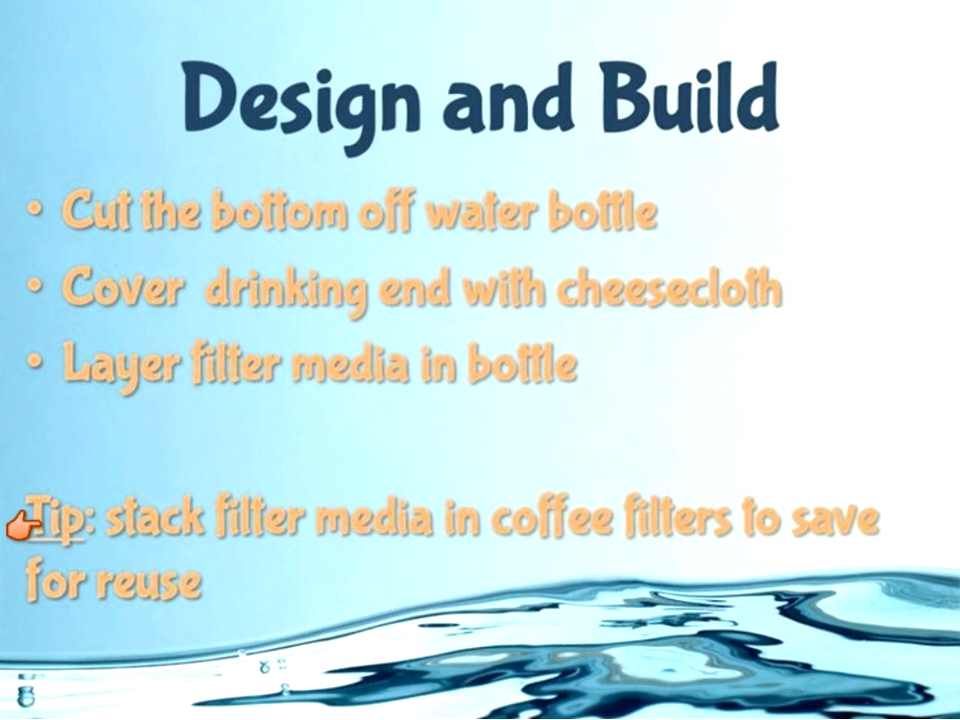 Design and Build
• Cut the bottom off water bottle
• Cover  drinking end with cheesecloth
• Layer filter media in bottle
👉Tip: stack filter media in coffee filters to save
for reuse